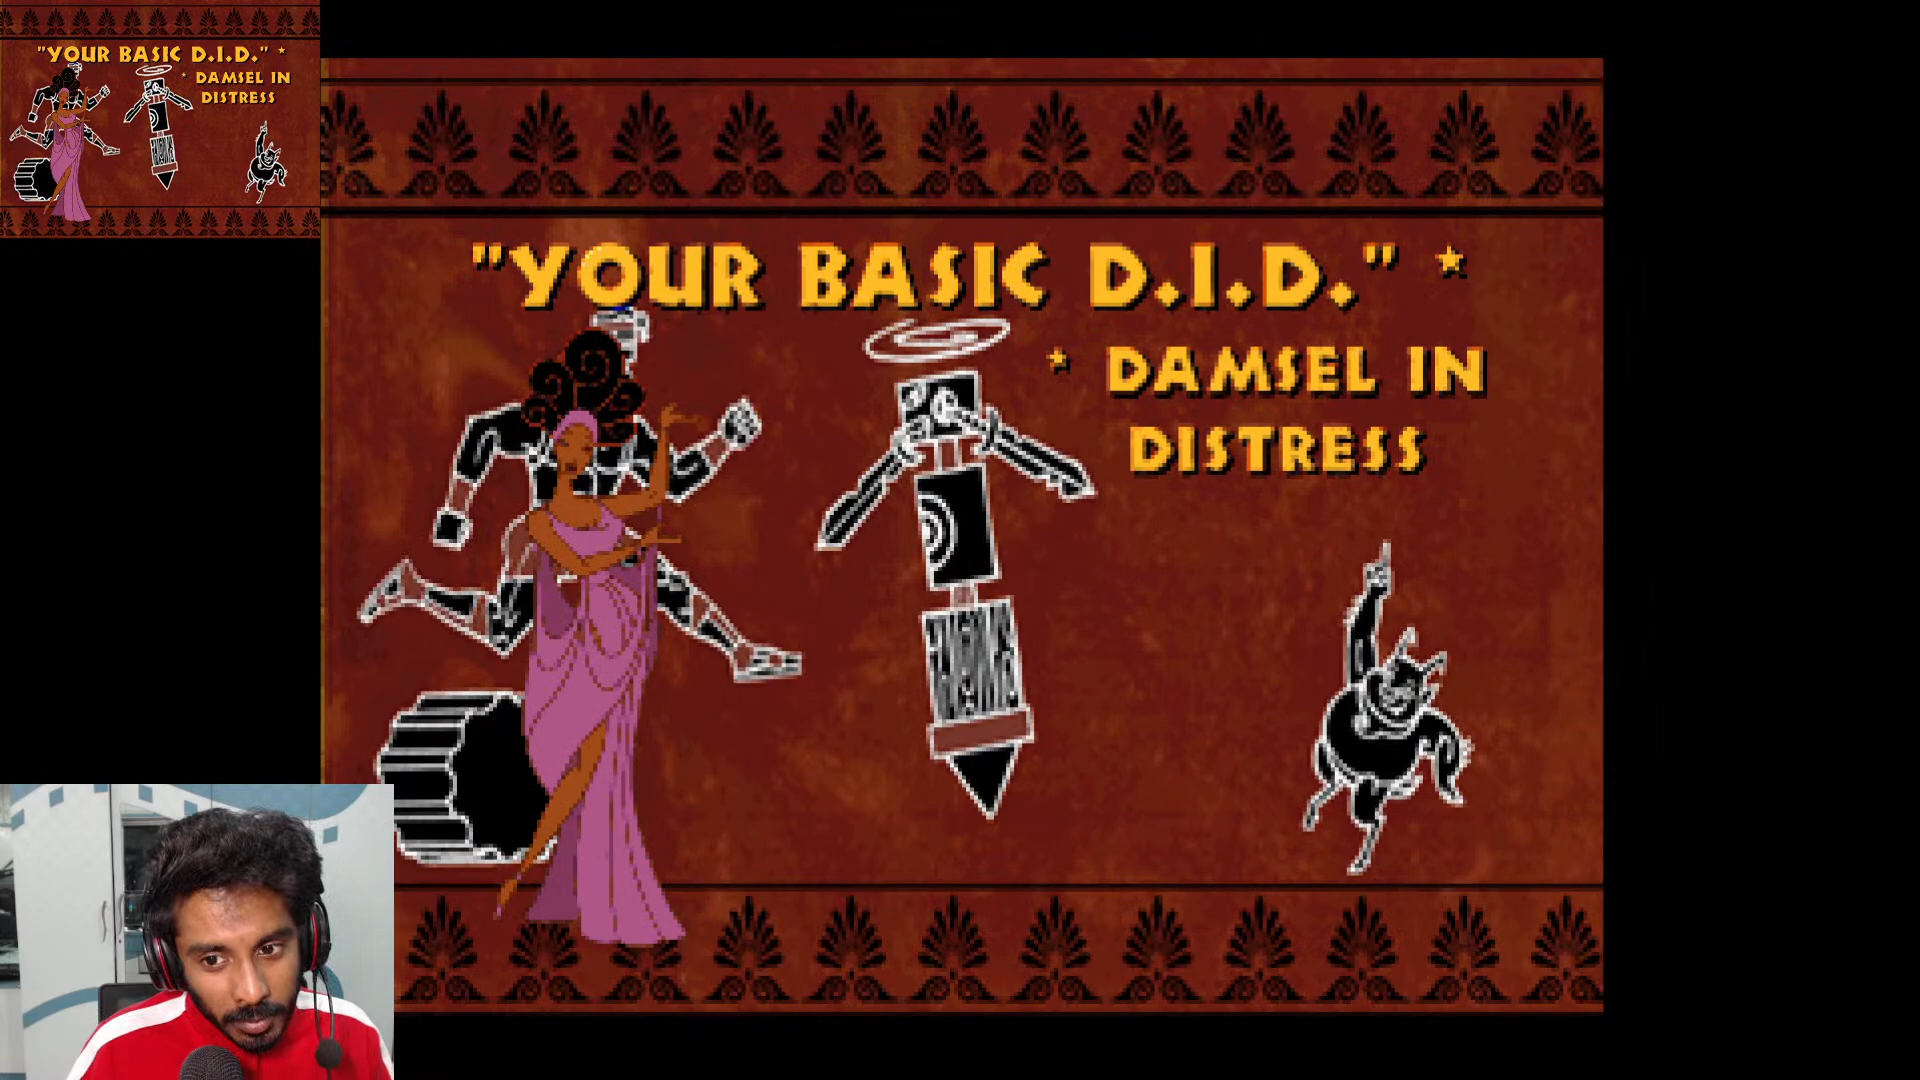 "YOUR BASIC D.I.D." *
* DAMSEL IN
DISTRESS
"YOUR BASIC D.I.D." *
* DAMSEL IN
DISTRESS